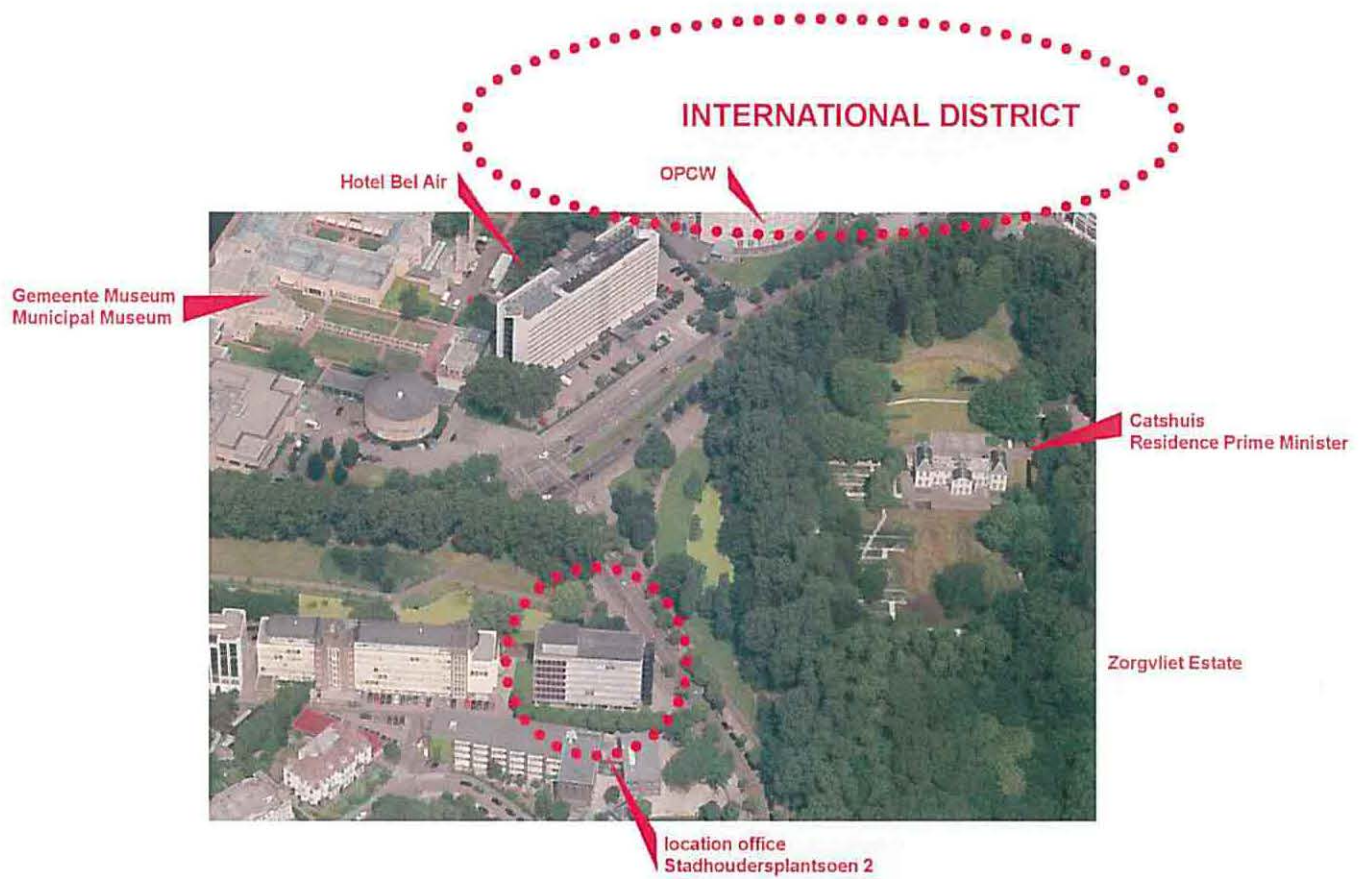 INTERNATIONAL DISTRICT
Hotel Bel Air
OPCW
Gemeente Museum
Municipal Museum
Catshuis
Residence Prime Minister
Zorgvliet Estate
location office
Stadhoudersplantsoen 2